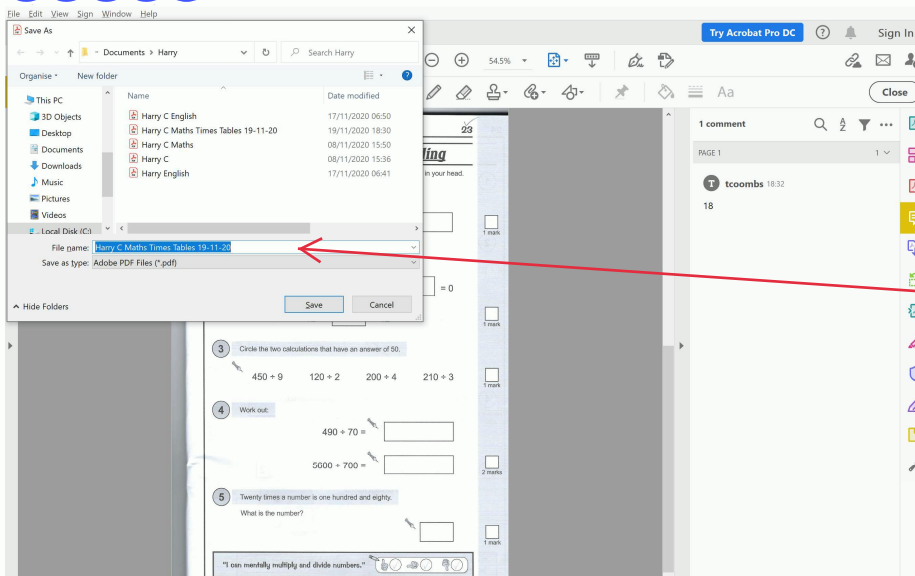 File Edit View Sign Window Help
Save As
Documents > Harry
Search Harry
Organise New folder
This PC
3D Objects
Desktop
Documents
Downloads
Music
Pictures
Videos
Local Disk (C:)
Name Date modified
Harry C English 17/11/2020 06:50
Harry C Maths Times Tables 19-11-20 19/11/2020 18:30
Harry C Maths 08/11/2020 15:50
Harry C 08/11/2020 15:36
Harry English 17/11/2020 06:41
File name: Harry C Maths Times Tables 19-11-20
Save as type: Adobe PDF Files (*.pdf)
Hide Folders
Save Cancel
Try Acrobat Pro DC ? Sign In
54.5%
Aa
Close
1 comment
PAGE 1 1
T tcoombs 18:32
18
23
in your head.
1 mark
= 0
1 mark
3 Circle the two calculations that have an answer of 50.
450 ÷ 9 120 ÷ 2 200 ÷ 4 210 ÷ 3
1 mark
4 Work out:
490 ÷ 70 =
5600 ÷ 700 =
2 marks
5 Twenty times a number is one hundred and eighty.
What is the number?
1 mark
"I can mentally multiply and divide numbers."